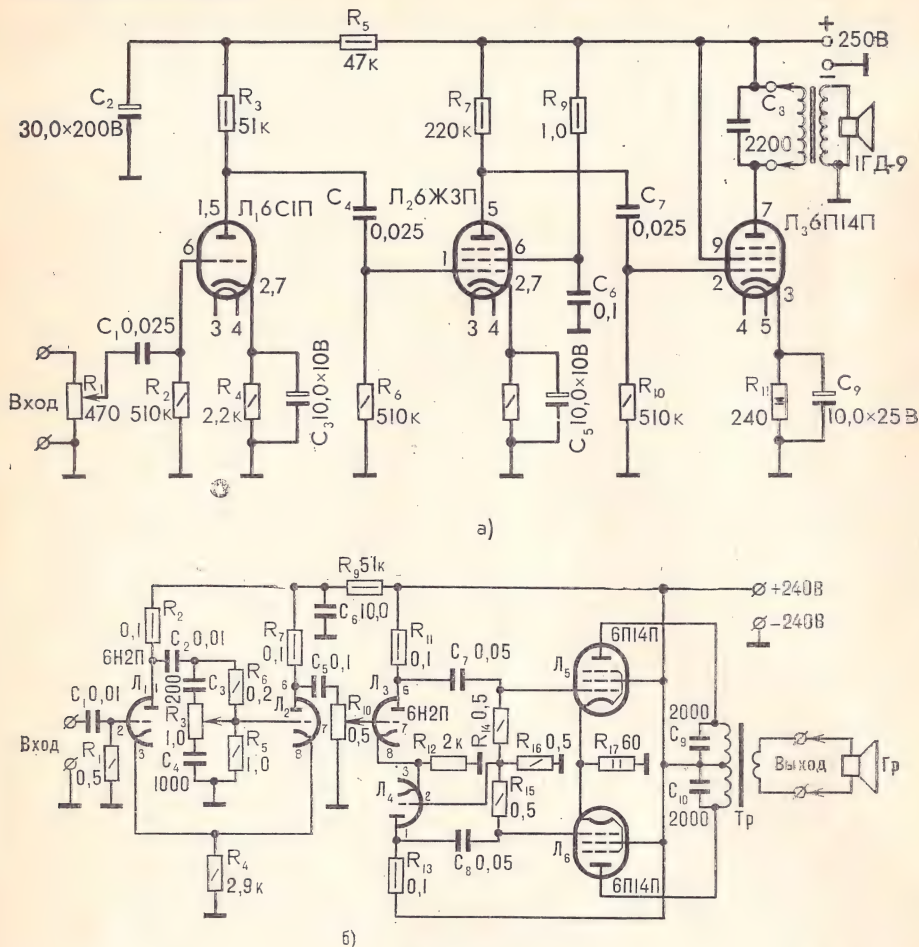 R5
47к
+
250В
–
C2
30,0×200В
R3
51к
R7
220к
R9
1,0
C3
2200
1ГД-9
Л1 6С1П
1,5
6
2,7
3 4
C4
0,025
Л2 6Ж3П
5
1
6
2,7
3 4
C6
0,1
C7
0,025
Л3 6П14П
7
9
2
3
4 5
Вход
R1
470
C1 0,025
R2
510к
R4
2,2к
C3 10,0×10В
R6
510к
C5 10,0×10В
R10
510к
R11
240
C9
10,0×25В
а)
R9 51к
C6 10,0
+240В
–240В
R2
0,1
6Н2П
C2 0,01
C1 0,01
Вход
R1
0,5
Л1
1
2
3
C3
200
R3
1,0
C4
1000
R6
0,2
R5
1,0
R4
2,9к
R7
0,1
Л2
6
7
8
C5 0,1
R10
0,5
R11
0,1
Л3
6
7
8
6Н2П
C7 0,05
R12 2к
R14 0,5
R16 0,5
R15
0,5
Л4
3
2
1
C8 0,05
R13
0,1
6П14П
Л5
R17 60
Л6
6П14П
2000
C9
C10
2000
Тр
Выход
Гр
б)